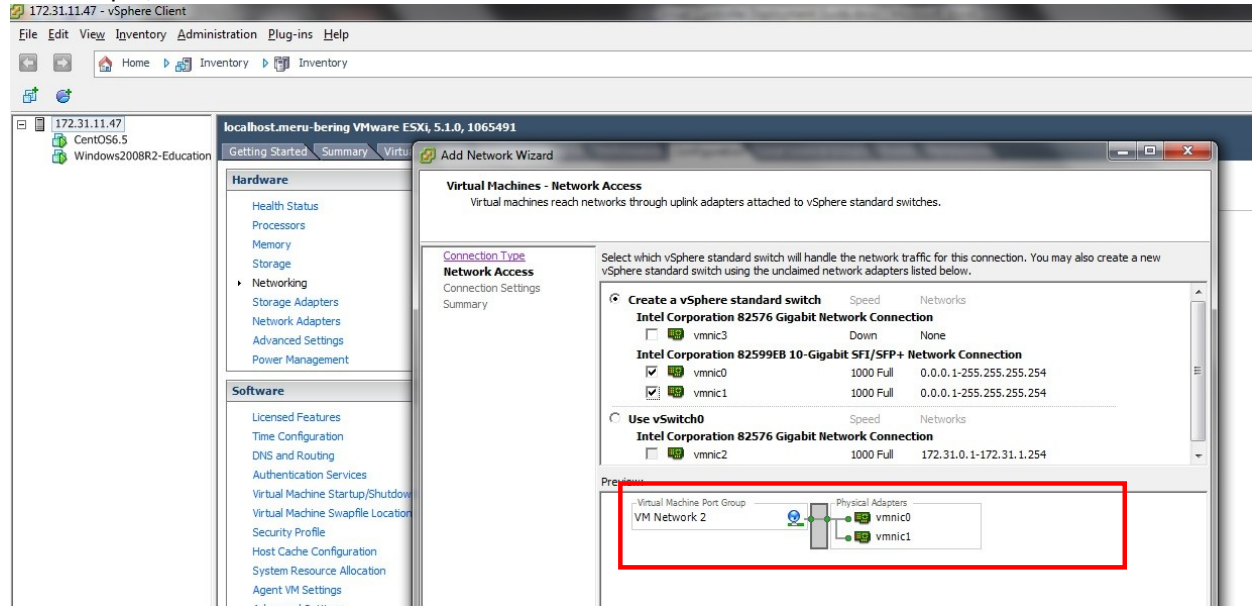 172.31.11.47 - vSphere Client
File Edit View Inventory Administration Plug-ins Help
Home Inventory Inventory
172.31.11.47
CentOS6.5
Windows2008R2-Education
localhost.meru-bering VMware ESXi, 5.1.0, 1065491
Getting Started Summary
Hardware
Health Status
Processors
Memory
Storage
Networking
Storage Adapters
Network Adapters
Advanced Settings
Power Management
Software
Licensed Features
Time Configuration
DNS and Routing
Authentication Services
Virtual Machine Startup/Shutdow
Virtual Machine Swapfile Location
Security Profile
Host Cache Configuration
System Resource Allocation
Agent VM Settings
Add Network Wizard
Virtual Machines - Network Access
Virtual machines reach networks through uplink adapters attached to vSphere standard switches.
Connection Type
Network Access
Connection Settings
Summary
Select which vSphere standard switch will handle the network traffic for this connection. You may also create a new
vSphere standard switch using the unclaimed network adapters listed below.
Create a vSphere standard switch Speed Networks
Intel Corporation 82576 Gigabit Network Connection
vmnic3 Down None
Intel Corporation 82599EB 10-Gigabit SFI/SFP+ Network Connection
vmnic0 1000 Full 0.0.0.1-255.255.255.254
vmnic1 1000 Full 0.0.0.1-255.255.255.254
Use vSwitch0 Speed Networks
Intel Corporation 82576 Gigabit Network Connection
vmnic2 1000 Full 172.31.0.1-172.31.1.254
Preview:
Virtual Machine Port Group Physical Adapters
VM Network 2 vmnic0
vmnic1